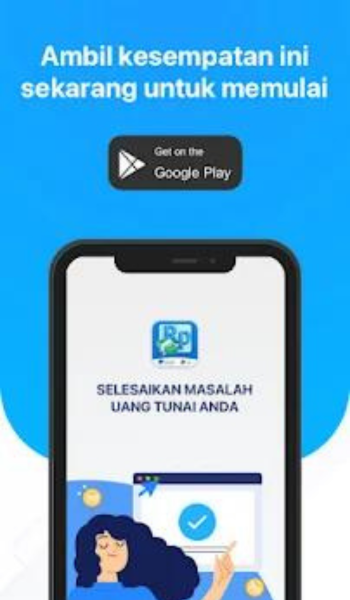 Ambil kesempatan ini
sekarang untuk memulai
Get on the
Google Play
Rp
SELESAIKAN MASALAH
UANG TUNAI ANDA